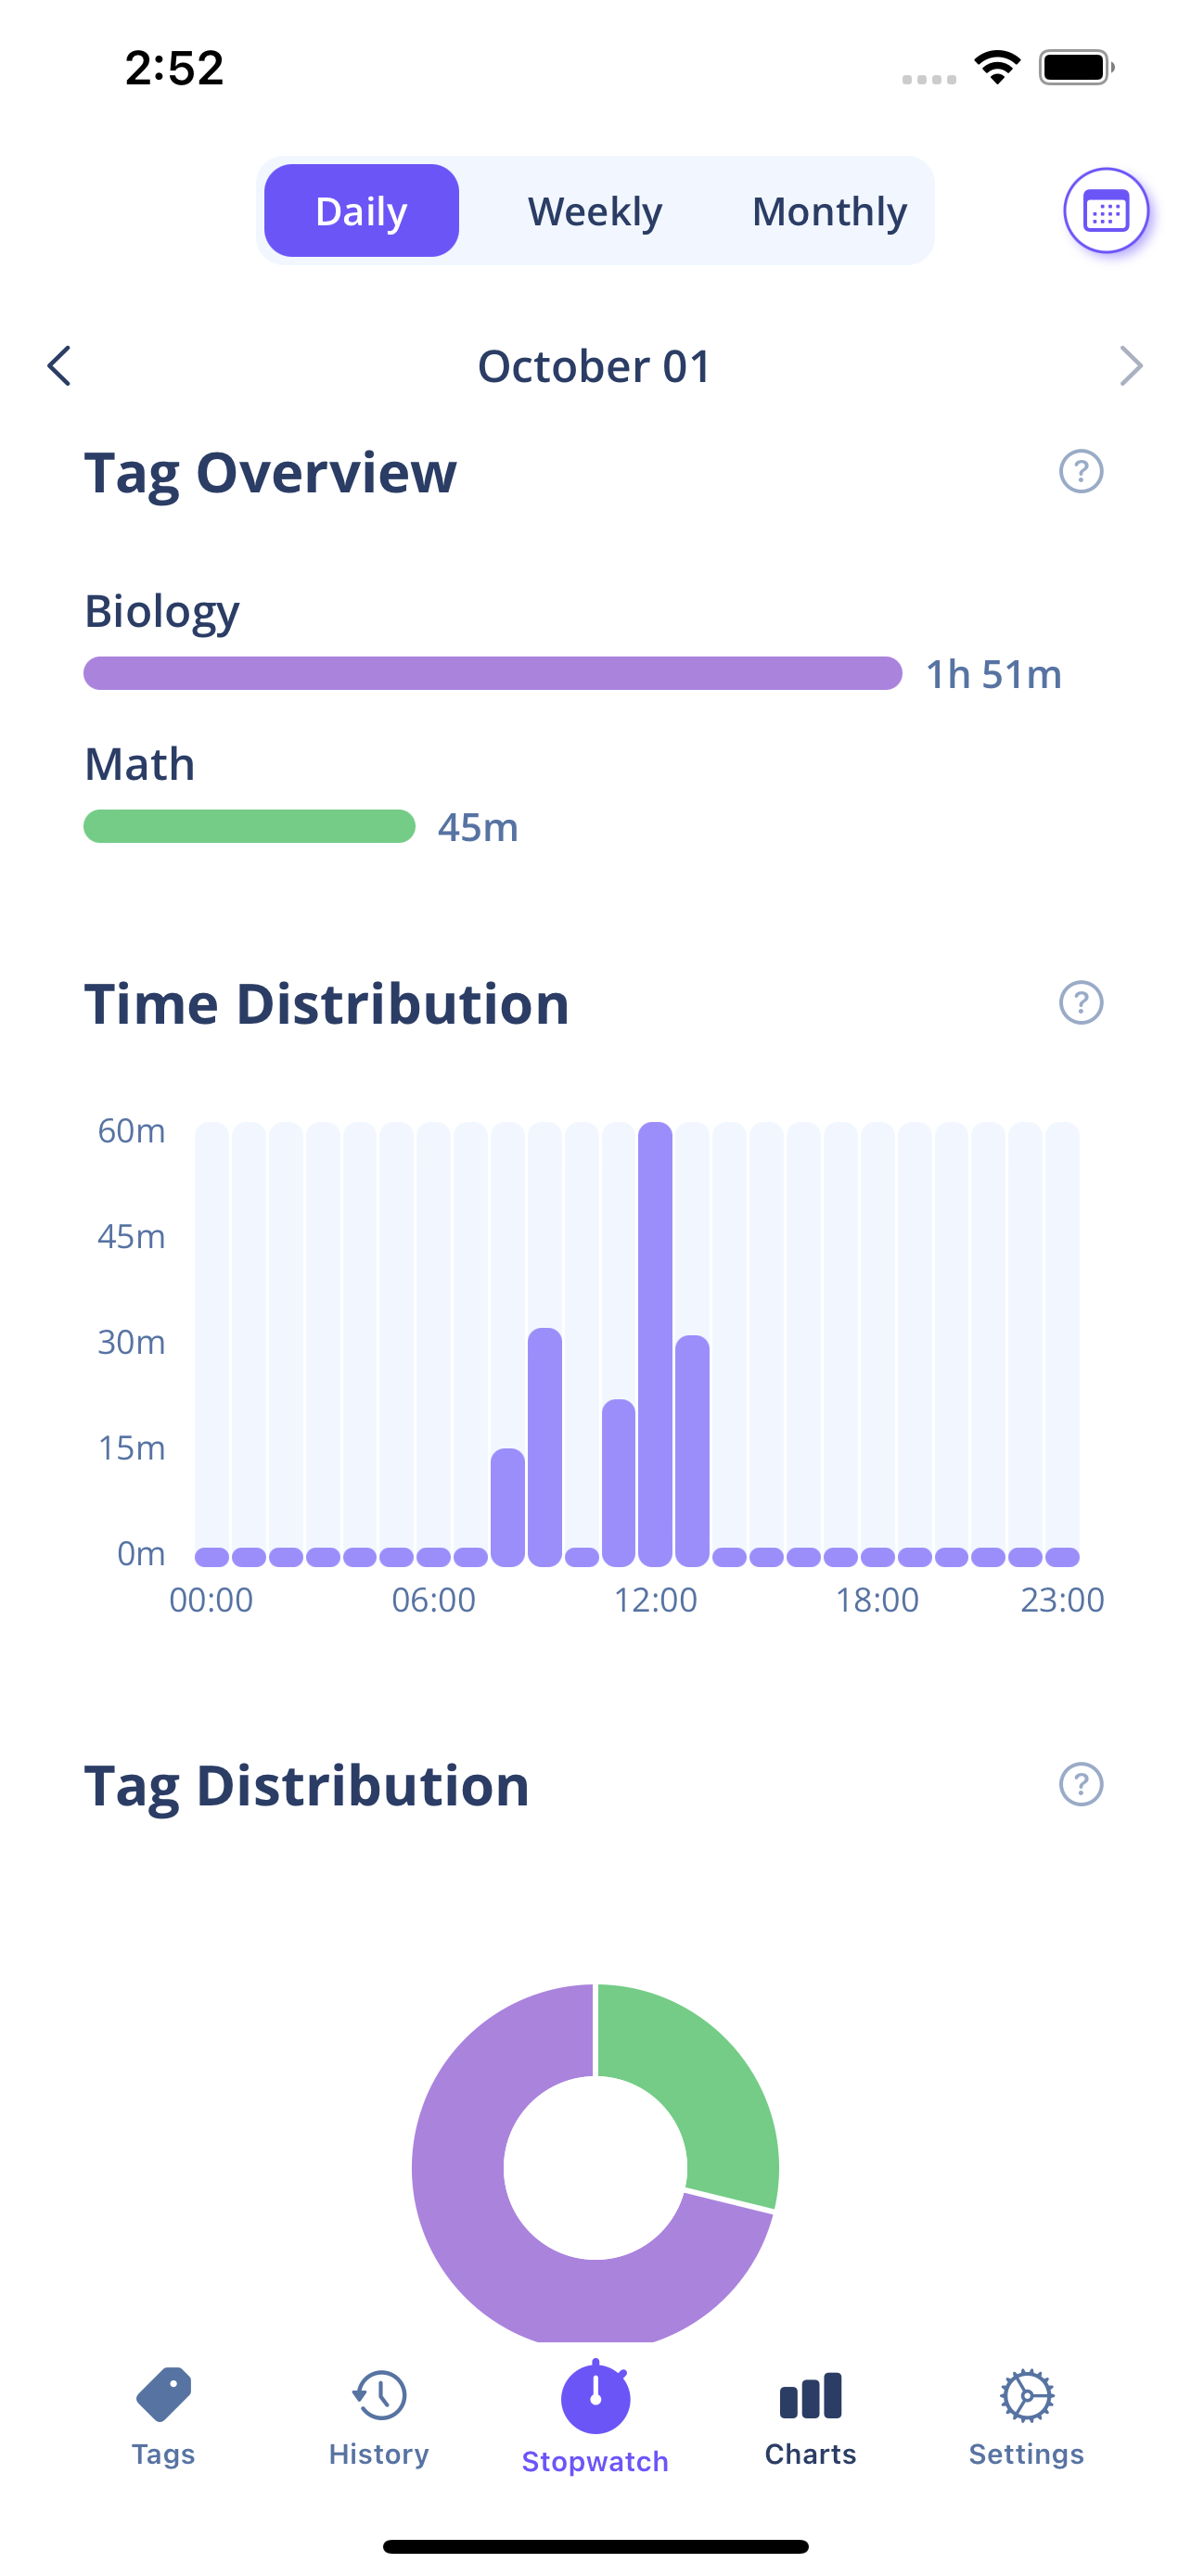 2:52
Daily Weekly Monthly
October 01
Tag Overview ?
Biology
1h 51m
Math
45m
Time Distribution ?
60m
45m
30m
15m
0m
00:00 06:00 12:00 18:00 23:00
Tag Distribution ?
Tags History Stopwatch Charts Settings